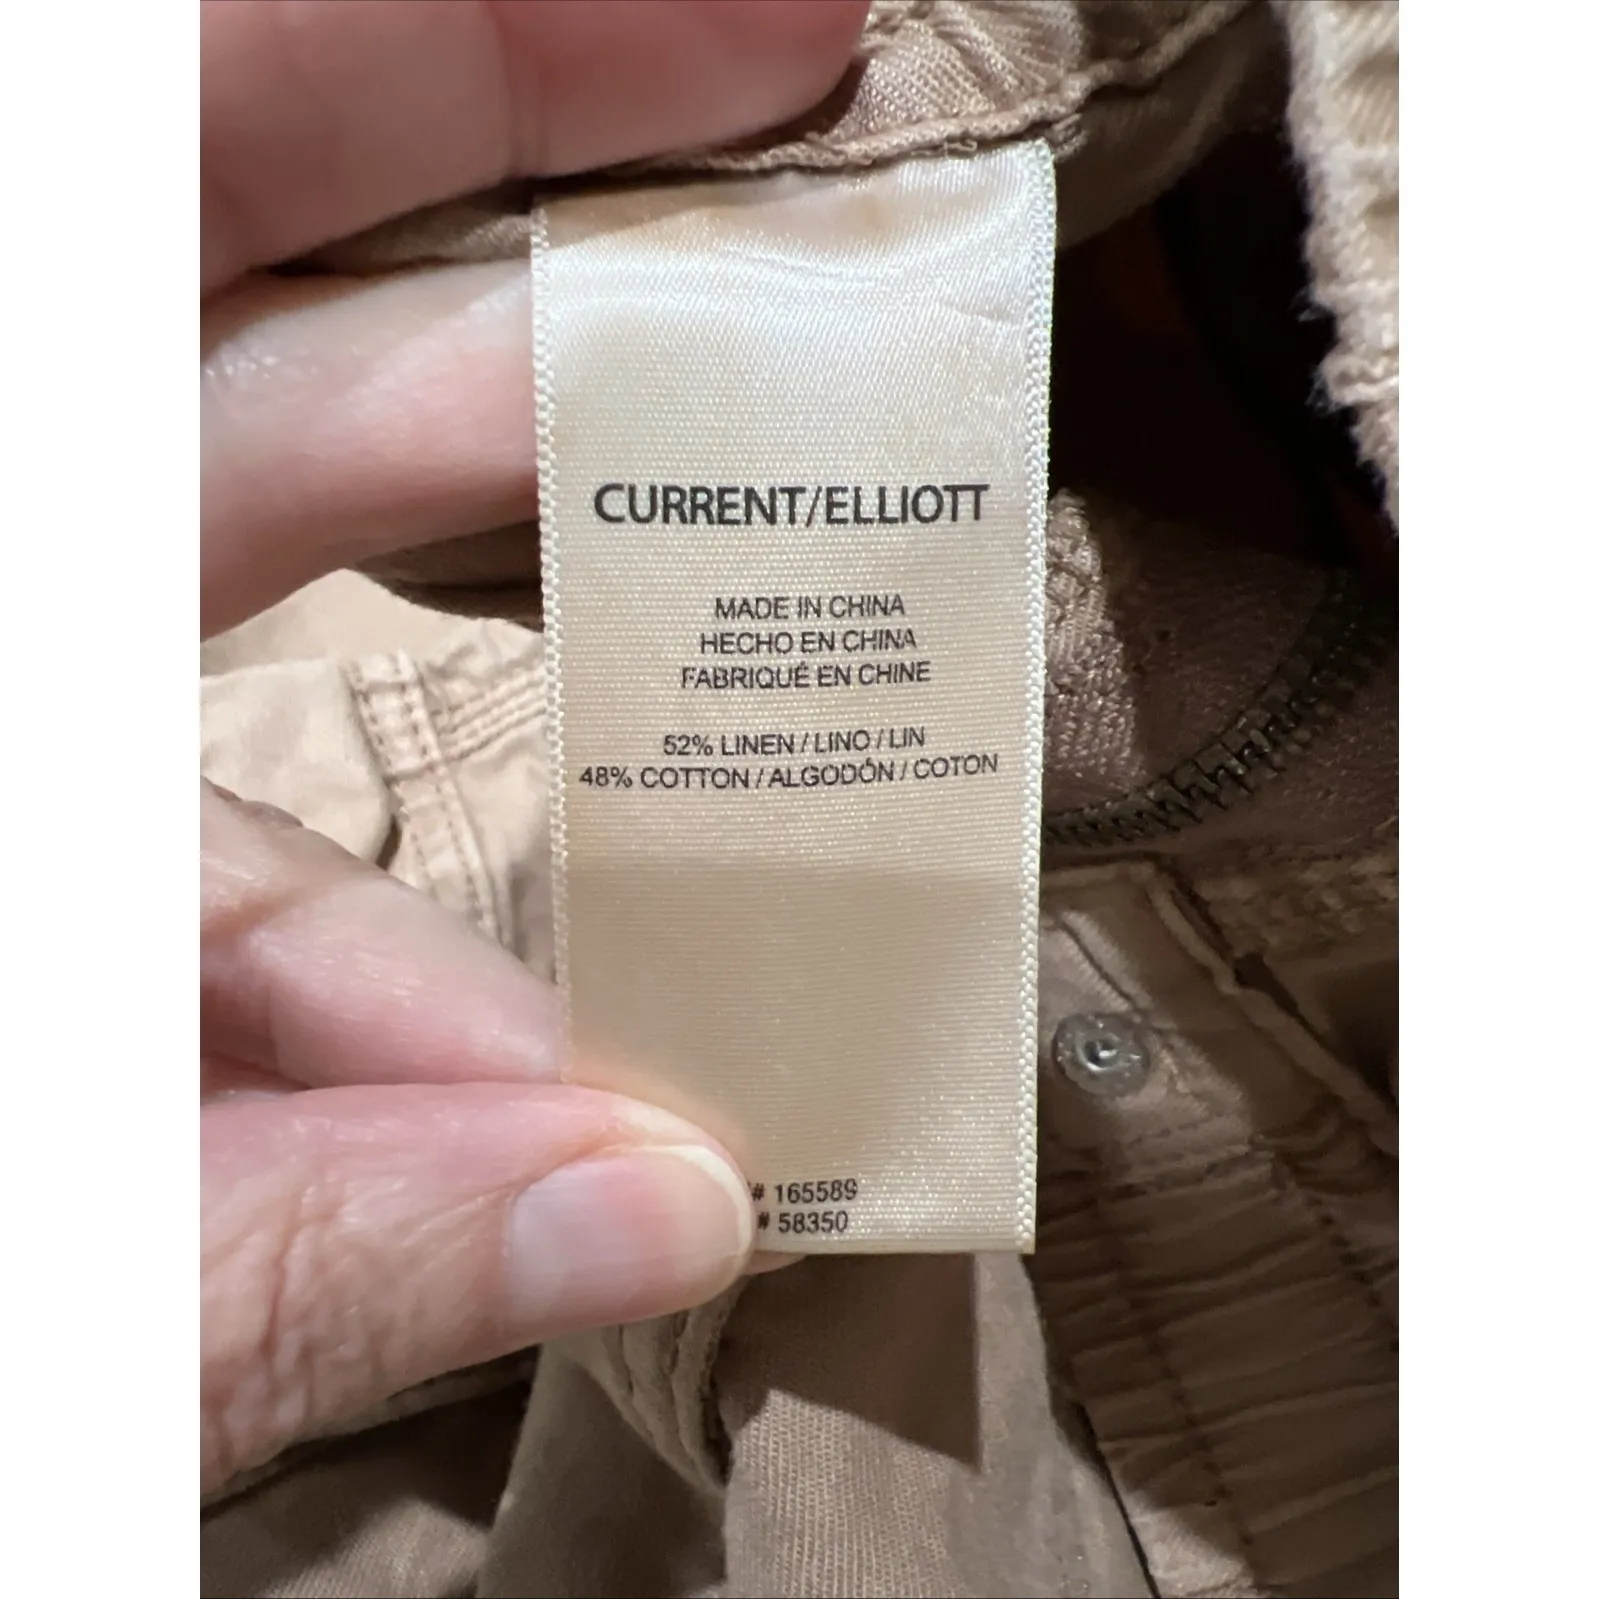 CURRENT/ELLIOTT
MADE IN CHINA
HECHO EN CHINA
FABRIQUÉ EN CHINE
52% LINEN / LINO / LIN
48% COTTON / ALGODÓN / COTON
# 165589
# 58350